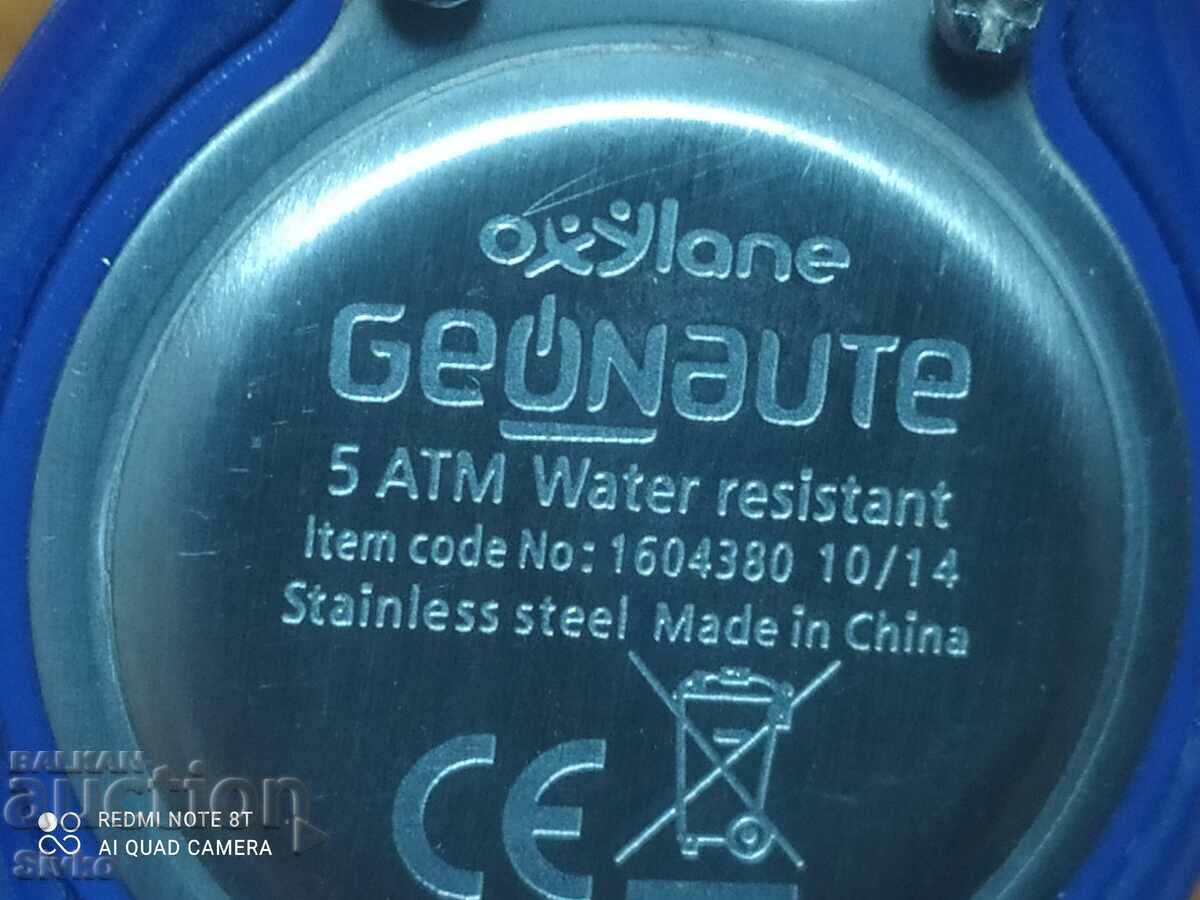 oxylane
GeONauTe
5 ATM Water resistant
Item code No: 1604380 10/14
Stainless steel Made in China
CE
BALKAN
auction
REDMI NOTE 8T
AI QUAD CAMERA
Sivko